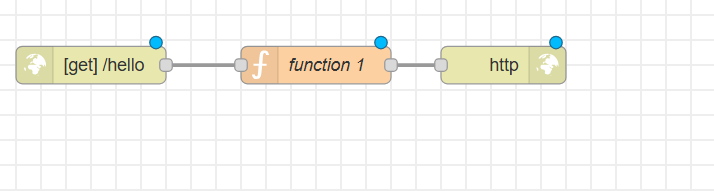 [get] /hello
function 1
http